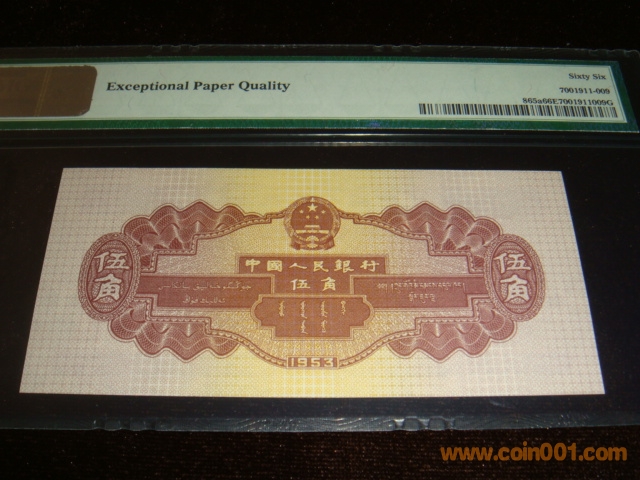 Exceptional Paper Quality
Sixty Six
7001911-009
865a66E7001911009G
中國人民銀行
伍角
伍角
伍角
1953
www.coin001.com